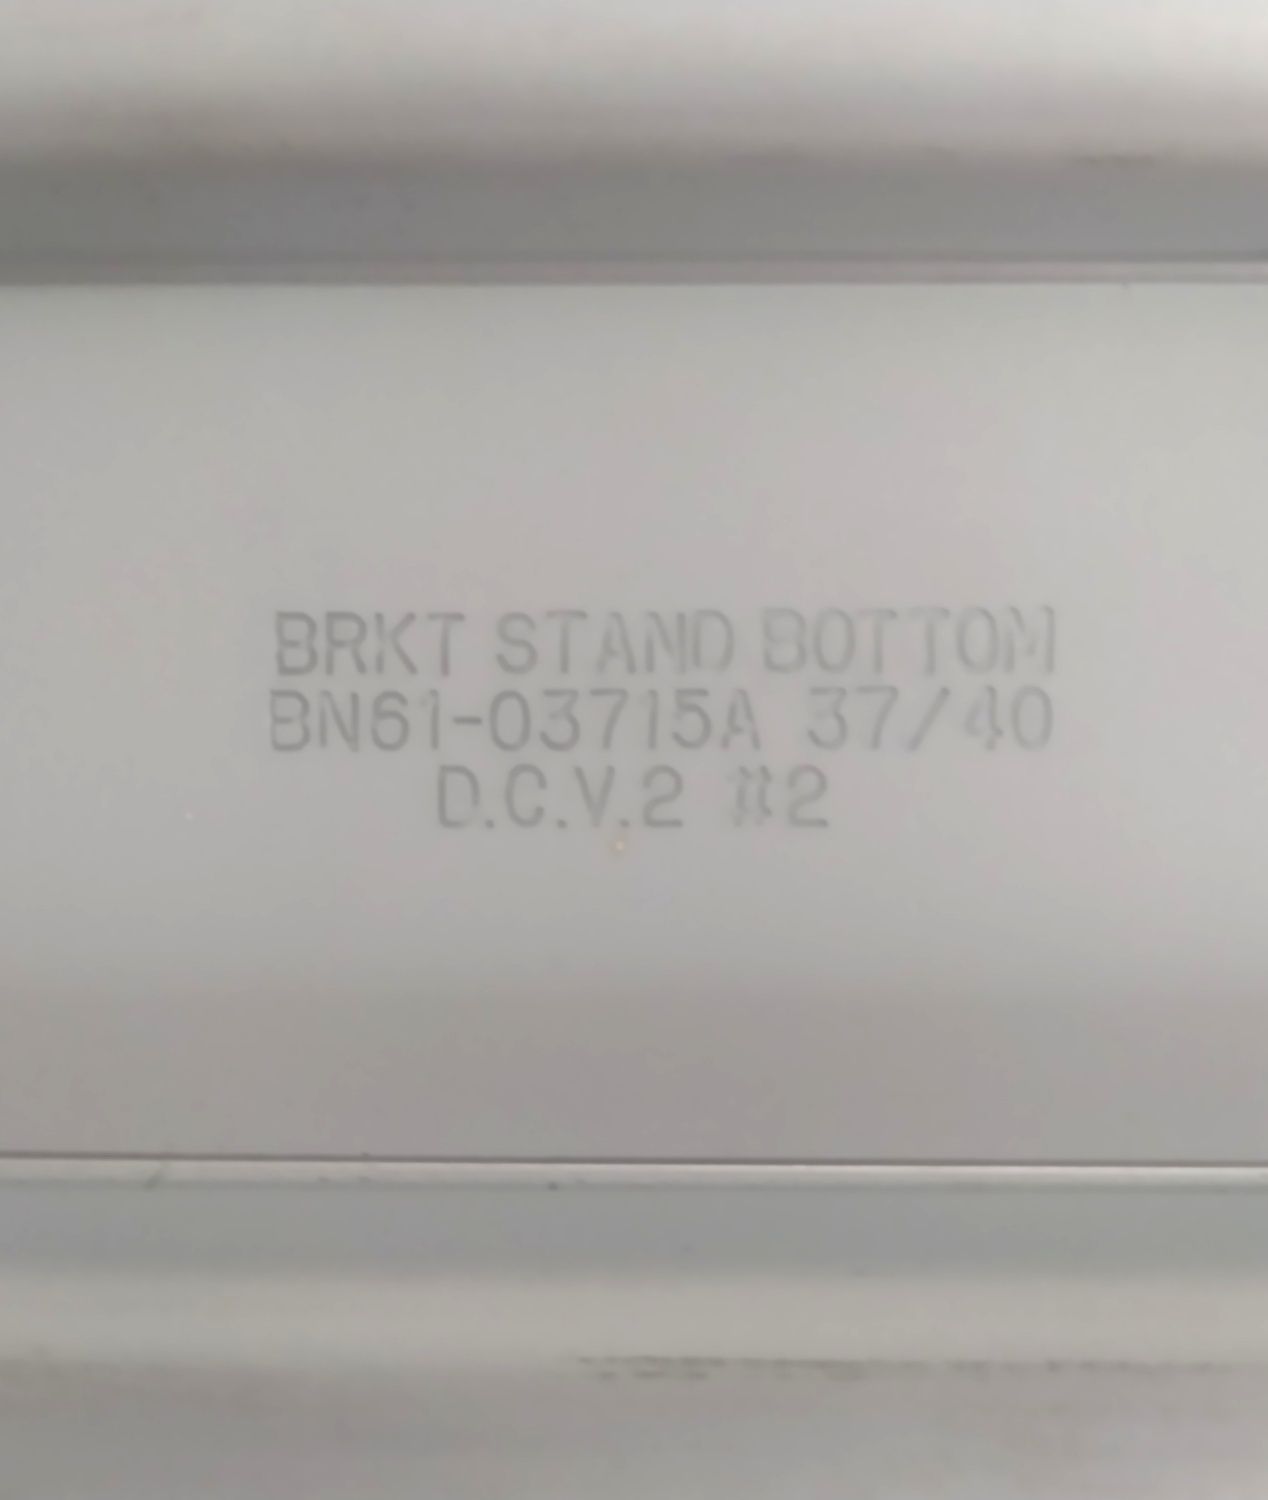 BRKT STAND BOTTOM
BN61-03715A 37/40
D.C.V.2 #2